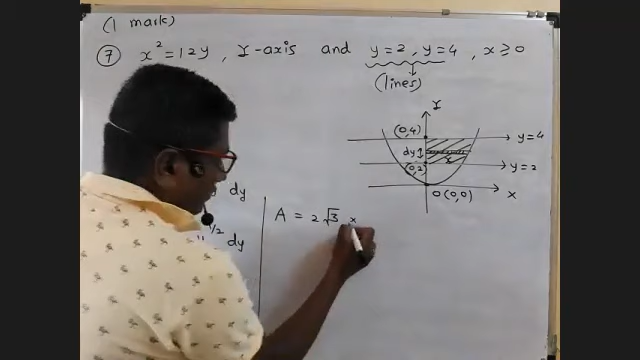 (1 mark)
⑦ x² = 12y , Y-axis and y=2, y=4 , x ≥ 0
(lines)
Y
(0,4)
y=4
dy
x
(0,2)
y=2
O (0,0)
X
dy
1/2 dy
A = 2√3 x